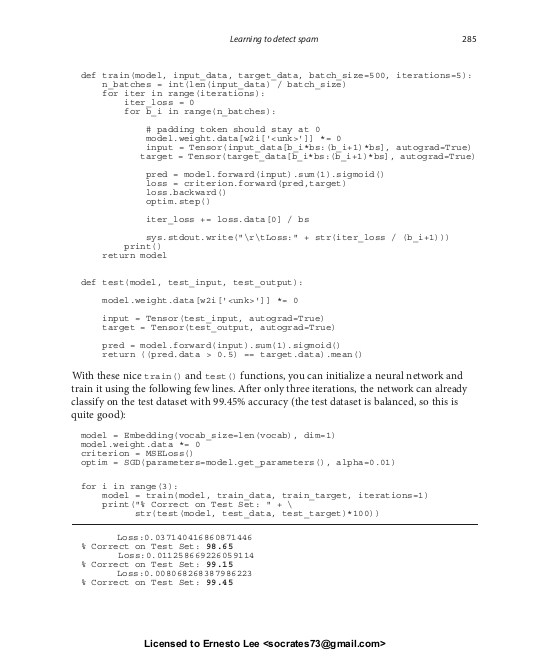 Learning to detect spam 285
def train(model, input_data, target_data, batch_size=500, iterations=5):
    n_batches = int(len(input_data) / batch_size)
    for iter in range(iterations):
        iter_loss = 0
        for b_i in range(n_batches):
            # padding token should stay at 0
            model.weight.data[w2i['<unk>']] *= 0
            input = Tensor(input_data[b_i*bs:(b_i+1)*bs], autograd=True)
           target = Tensor(target_data[b_i*bs:(b_i+1)*bs], autograd=True)
            pred = model.forward(input).sum(1).sigmoid()
            loss = criterion.forward(pred,target)
            loss.backward()
            optim.step()
            iter_loss += loss.data[0] / bs
            sys.stdout.write("\r\tLoss:" + str(iter_loss / (b_i+1)))
        print()
    return model
def test(model, test_input, test_output):
    model.weight.data[w2i['<unk>']] *= 0
    input = Tensor(test_input, autograd=True)
    target = Tensor(test_output, autograd=True)
    pred = model.forward(input).sum(1).sigmoid()
    return ((pred.data > 0.5) == target.data).mean()
With these nice train() and test() functions, you can initialize a neural network and
train it using the following few lines. After only three iterations, the network can already
classify on the test dataset with 99.45% accuracy (the test dataset is balanced, so this is
quite good):
model = Embedding(vocab_size=len(vocab), dim=1)
model.weight.data *= 0
criterion = MSELoss()
optim = SGD(parameters=model.get_parameters(), alpha=0.01)
for i in range(3):
    model = train(model, train_data, train_target, iterations=1)
    print("% Correct on Test Set: " + \
          str(test(model, test_data, test_target)*100))
Loss:0.037140416860871446
% Correct on Test Set: 98.65
Loss:0.011258669226059114
% Correct on Test Set: 99.15
Loss:0.008068268387986223
% Correct on Test Set: 99.45
Licensed to Ernesto Lee <socrates73@gmail.com>